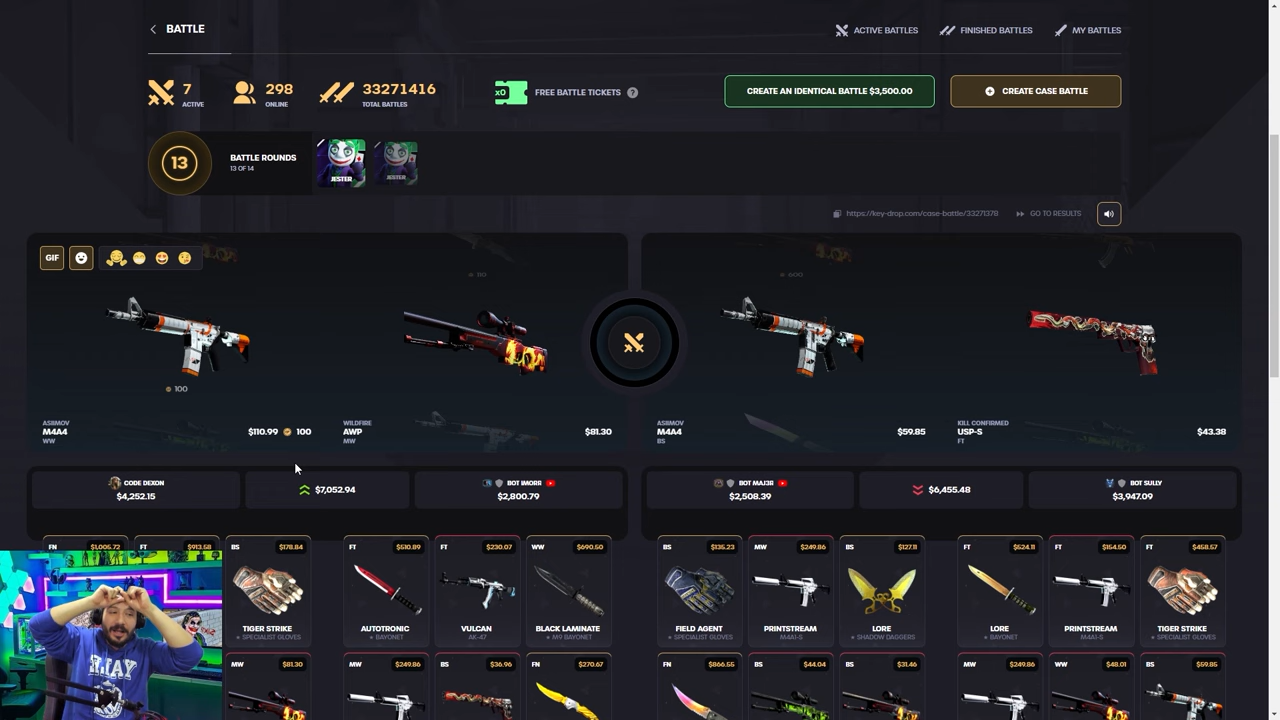 BATTLE
ACTIVE BATTLES
FINISHED BATTLES
MY BATTLES
7
ACTIVE
298
ONLINE
33271416
TOTAL BATTLES
x0
FREE BATTLE TICKETS ?
CREATE AN IDENTICAL BATTLE $3,500.00
CREATE CASE BATTLE
13
BATTLE ROUNDS
13 OF 14
JESTER
JESTER
https://key-drop.com/case-battle/33271378
GO TO RESULTS
GIF
110
600
100
ASIIMOV
M4A4
WW
$110.99 100
WILDFIRE
AWP
MW
$81.30
ASIIMOV
M4A4
BS
$59.85
KILL CONFIRMED
USP-S
FT
$43.38
CODE DEXON
$4,252.15
$7,052.94
BOT IMORR
$2,800.79
BOT MAJ3R
$2,508.39
$6,455.48
BOT SULLY
$3,947.09
FN $1,005.72
FT $913.58
BS $178.84
TIGER STRIKE
★ SPECIALIST GLOVES
FT $510.89
AUTOTRONIC
★ BAYONET
FT $230.07
VULCAN
AK-47
WW $690.50
BLACK LAMINATE
★ M9 BAYONET
BS $135.23
FIELD AGENT
★ SPECIALIST GLOVES
MW $249.86
PRINTSTREAM
M4A1-S
BS $127.11
LORE
★ SHADOW DAGGERS
FT $524.11
LORE
★ BAYONET
FT $154.50
PRINTSTREAM
M4A1-S
FT $458.57
TIGER STRIKE
★ SPECIALIST GLOVES
MW $81.30
MW $249.86
BS $36.96
FN $270.67
FN $866.55
BS $44.04
BS $31.46
MW $249.86
WW $48.01
BS $59.85